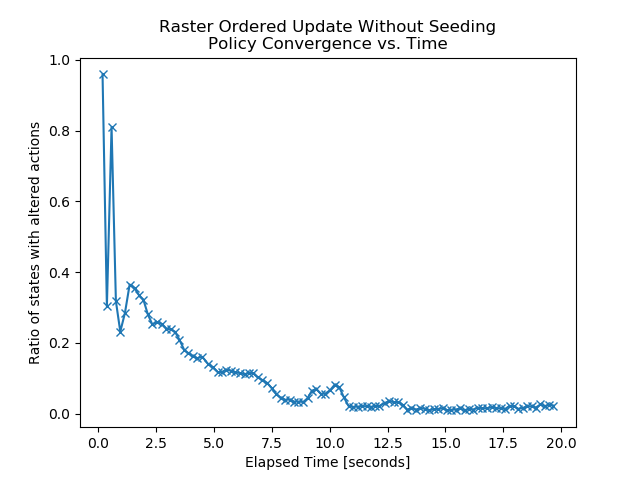 Raster Ordered Update Without Seeding
Policy Convergence vs. Time
Ratio of states with altered actions
1.0
0.8
0.6
0.4
0.2
0.0
0.0 2.5 5.0 7.5 10.0 12.5 15.0 17.5 20.0
Elapsed Time [seconds]